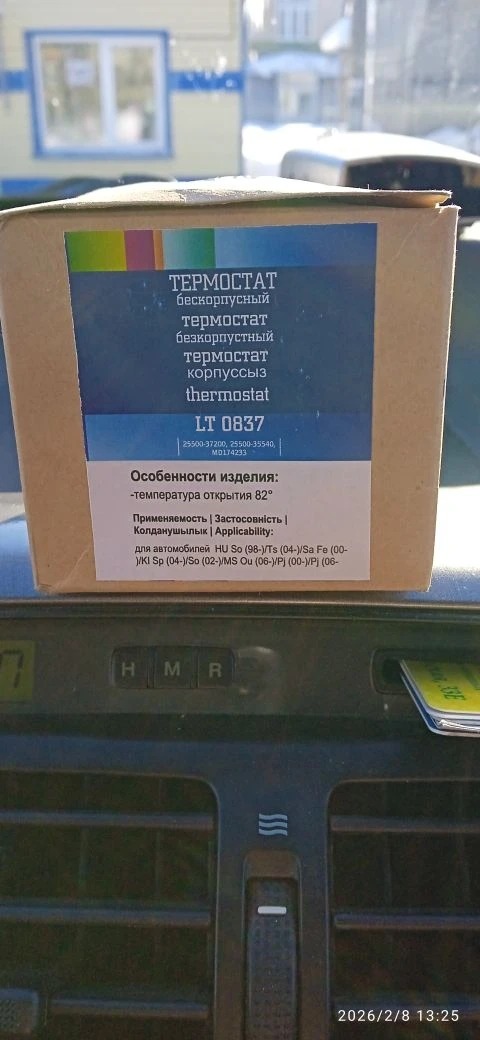 ТЕРМОСТАТ
бескорпусный
термостат
безкорпустный
термостат
корпуссыз
thermostat
LT 0837
25500-37200, 25500-35540,
MD174233
Особенности изделия:
-температура открытия 82°
Применяемость | Застосовність |
Колданушылык | Applicability:
для автомобилей HU So (98-)/Ts (04-)/Sa Fe (00-
)/KI Sp (04-)/So (02-)/MS Ou (06-)/Pj (00-)/Pj (06-
H M R
2026/2/8 13:25